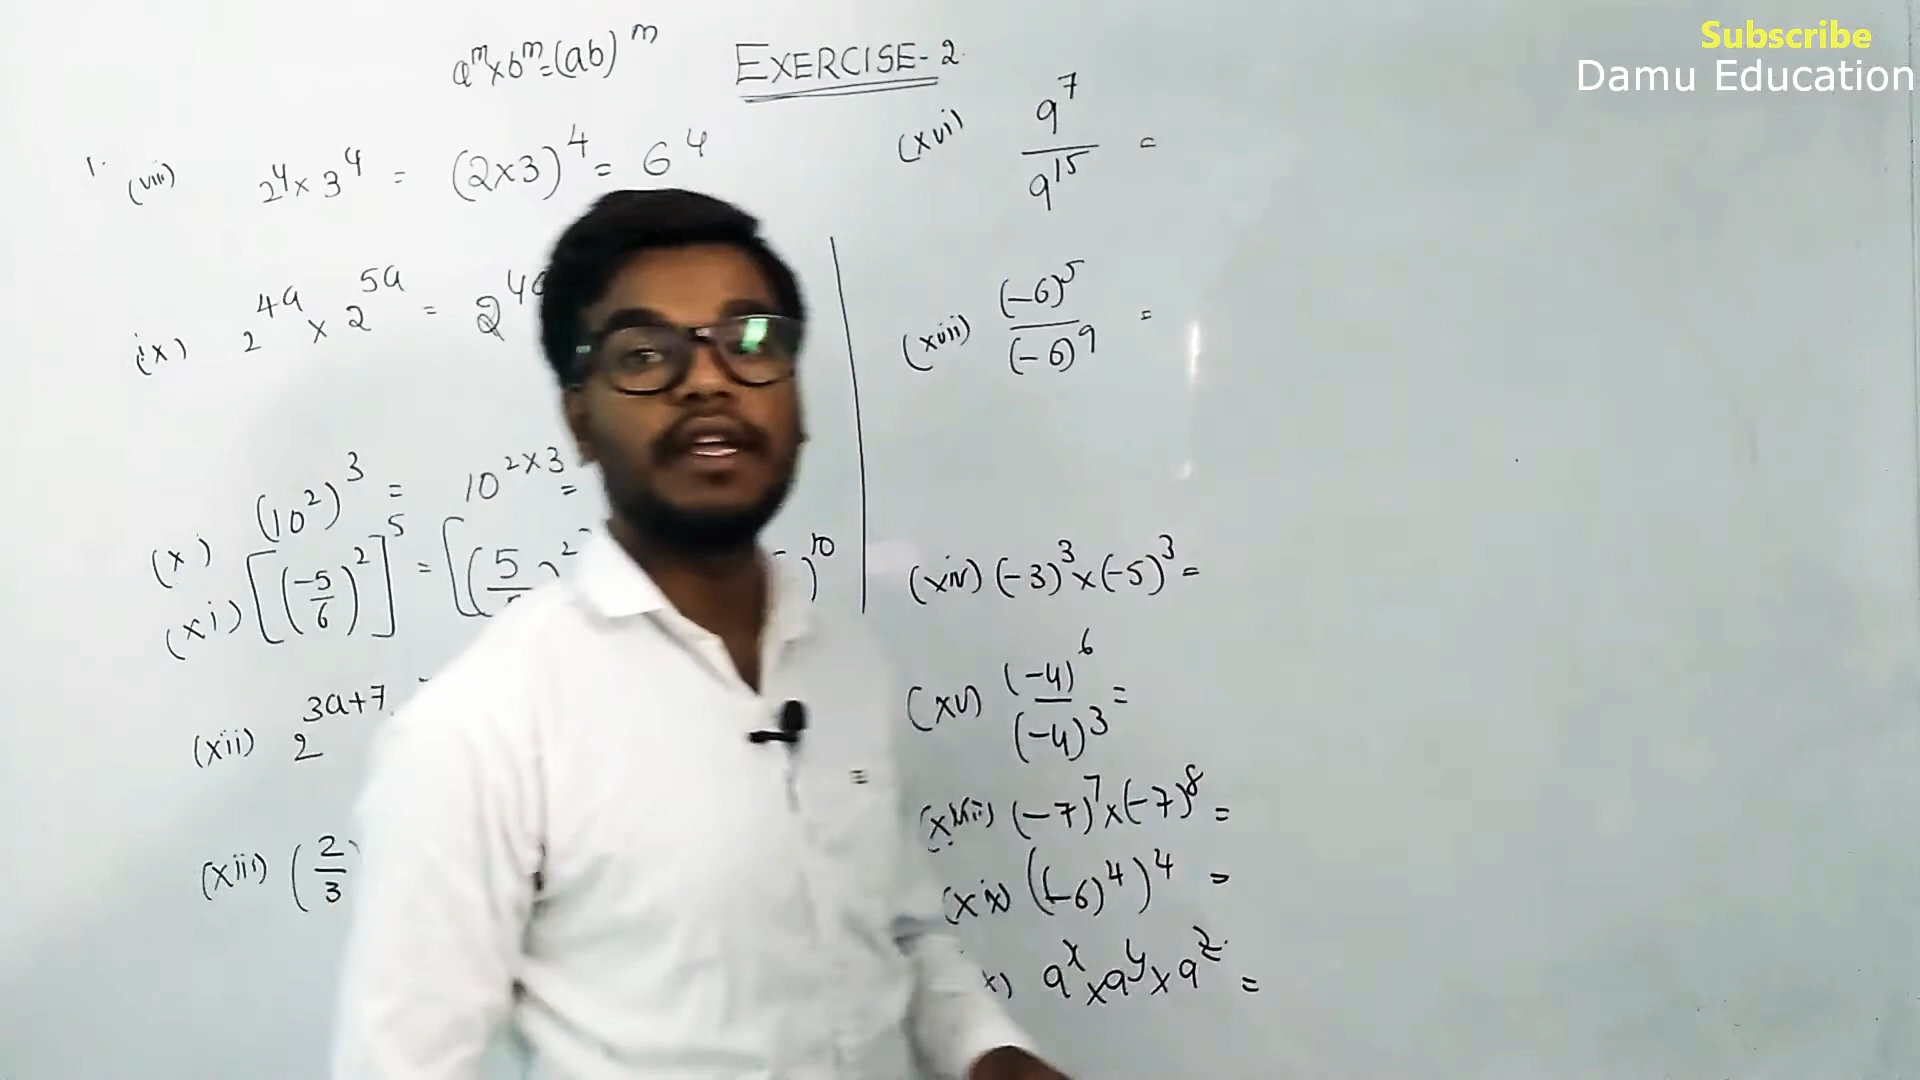 Subscribe
Damu Education
a^m×b^m=(ab)^m
EXERCISE-2.
1. (viii) 2^4×3^4 = (2×3)^4 = 6^4
(ix) 2^4a × 2^5a = 2^4a
(x) (10^2)^3 = 10^2×3 =
(xi) [(-5/6)^2]^5 = [(5/ )^2 )^10
(xii) 2^3a+7
(xiii) (2/3
(xvi) 9^7/9^15 =
(xvii) (-6)^5/(-6)^9 =
(xiv) (-3)^3×(-5)^3=
(xv) (-4)^6/(-4)^3 =
(xviii) (-7)^7×(-7)^8 =
(xix) ((-6)^4)^4 =
x) a^x×a^y×a^z =